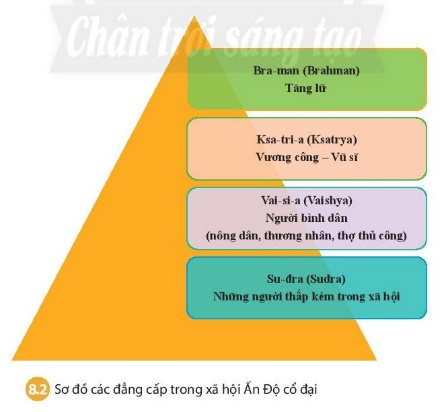 Chân trời sáng tạo
Bra-man (Brahman)
Tăng lữ
Ksa-tri-a (Ksatrya)
Vương công – Vũ sĩ
Vai-si-a (Vaishya)
Người bình dân
(nông dân, thương nhân, thợ thủ công)
Su-đra (Sudra)
Những người thấp kém trong xã hội
8.2 Sơ đồ các đẳng cấp trong xã hội Ấn Độ cổ đại